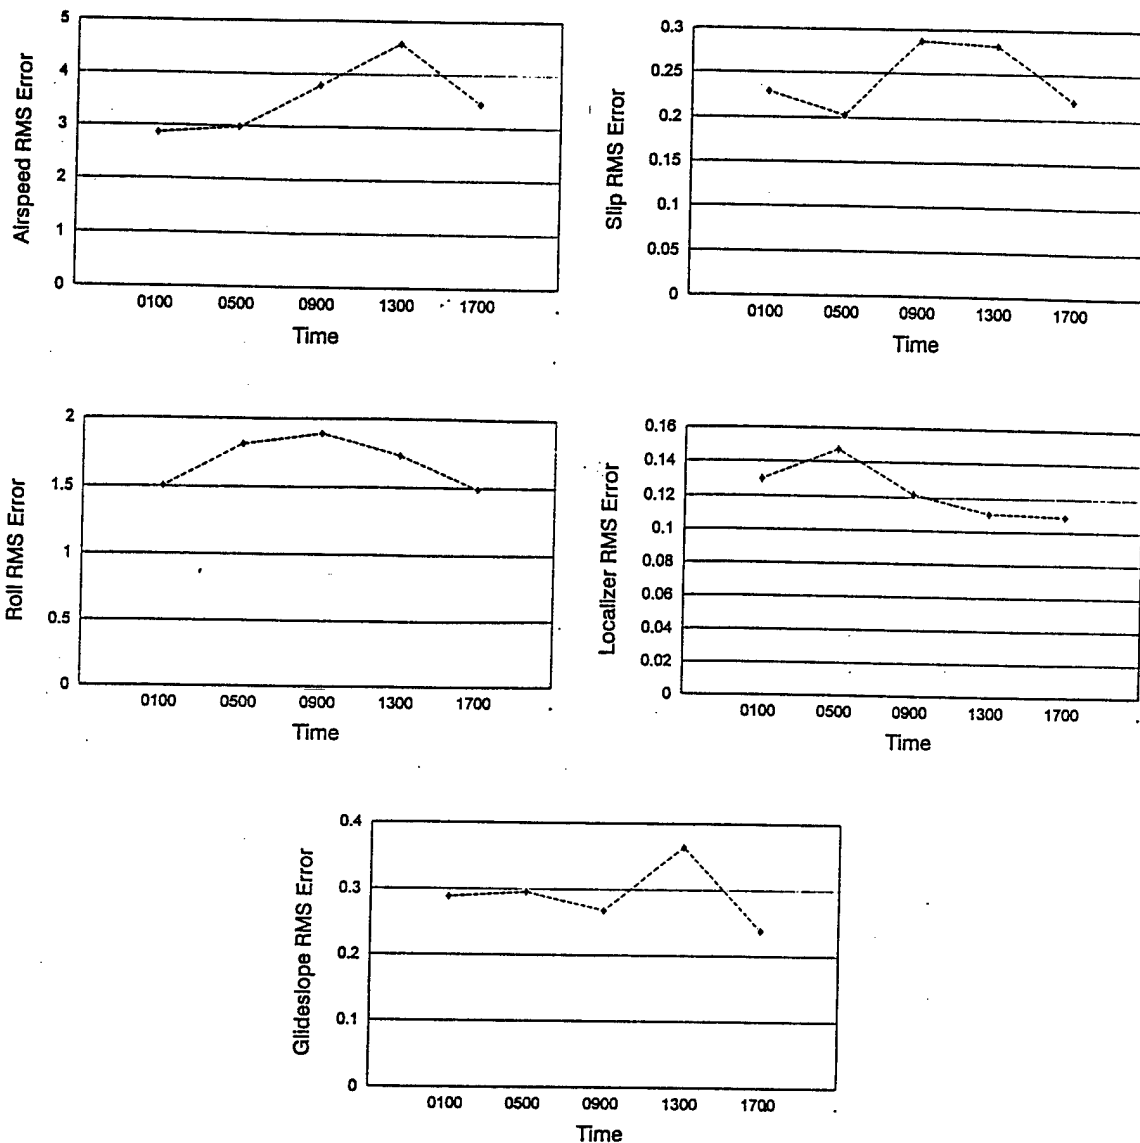 Airspeed RMS Error
5
4
3
2
1
0
0100 0500 0900 1300 1700
Time
Slip RMS Error
0.3
0.25
0.2
0.15
0.1
0.05
0
0100 0500 0900 1300 1700
Time
Roll RMS Error
2
1.5
1
0.5
0
0100 0500 0900 1300 1700
Time
Localizer RMS Error
0.16
0.14
0.12
0.1
0.08
0.06
0.04
0.02
0
0100 0500 0900 1300 1700
Time
Glideslope RMS Error
0.4
0.3
0.2
0.1
0
0100 0500 0900 1300 1700
Time